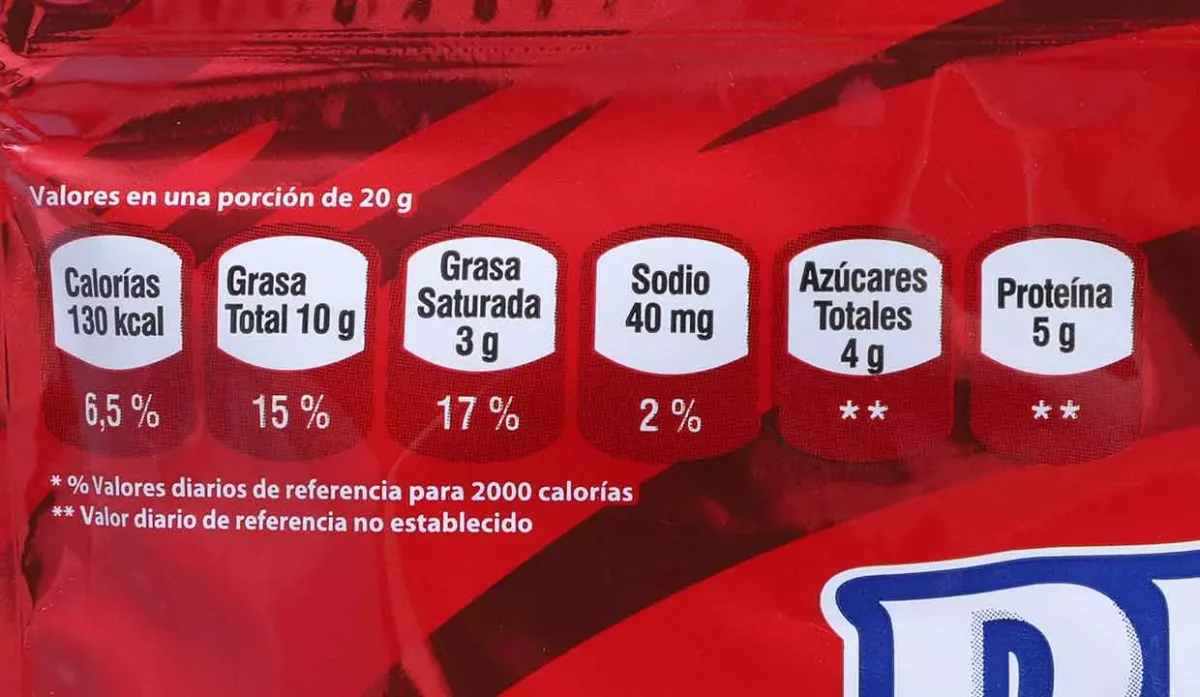 Valores en una porción de 20 g
Calorías
130 kcal
6,5 %
Grasa
Total 10 g
15 %
Grasa
Saturada
3 g
17 %
Sodio
40 mg
2 %
Azúcares
Totales
4 g
**
Proteína
5 g
**
* % Valores diarios de referencia para 2000 calorías
** Valor diario de referencia no establecido